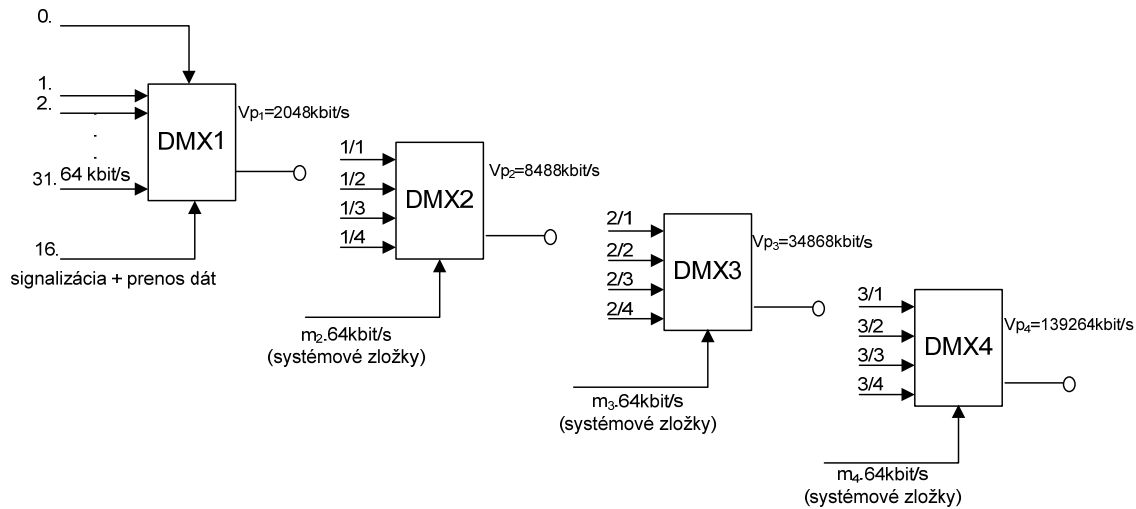 0.
1.
2.
31. 64 kbit/s
16.
signalizácia + prenos dát
DMX1
Vp₁=2048kbit/s
1/1
1/2
1/3
1/4
DMX2
Vp₂=8488kbit/s
m₂.64kbit/s
(systémové zložky)
2/1
2/2
2/3
2/4
DMX3
Vp₃=34868kbit/s
m₃.64kbit/s
(systémové zložky)
3/1
3/2
3/3
3/4
DMX4
Vp₄=139264kbit/s
m₄.64kbit/s
(systémové zložky)